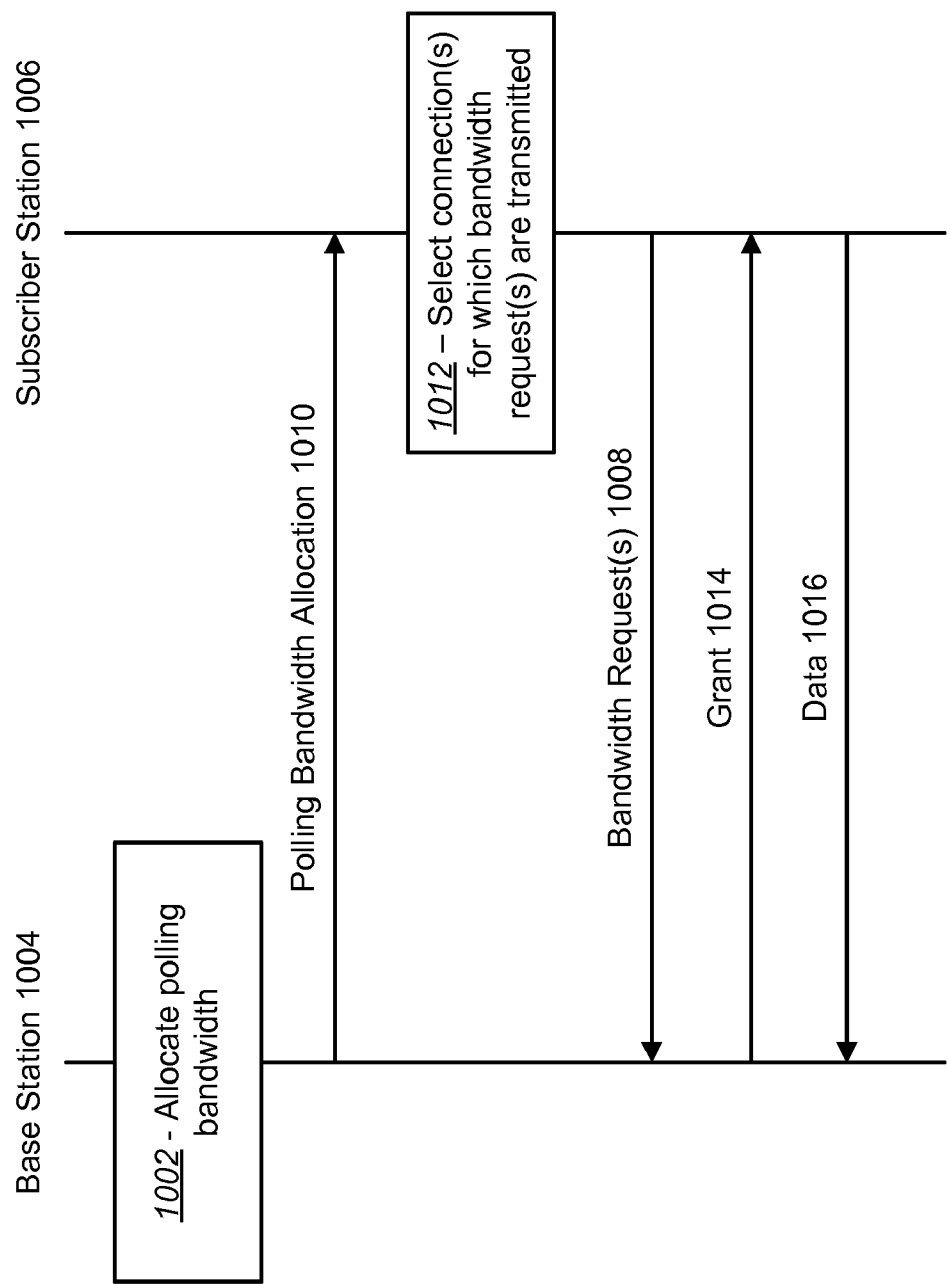 Base Station 1004
Subscriber Station 1006
1002 - Allocate polling
bandwidth
Polling Bandwidth Allocation 1010
1012 – Select connection(s)
for which bandwidth
request(s) are transmitted
Bandwidth Request(s) 1008
Grant 1014
Data 1016